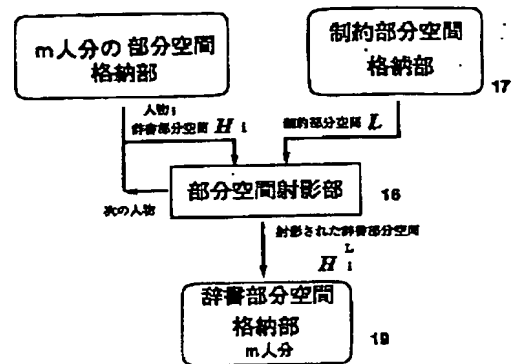 m人分の部分空間
格納部
制約部分空間
格納部
17
人物i
辞書部分空間 H i
制約部分空間 L
部分空間射影部
16
次の人物
射影された辞書部分空間
L
H i
辞書部分空間
格納部
m人分
19